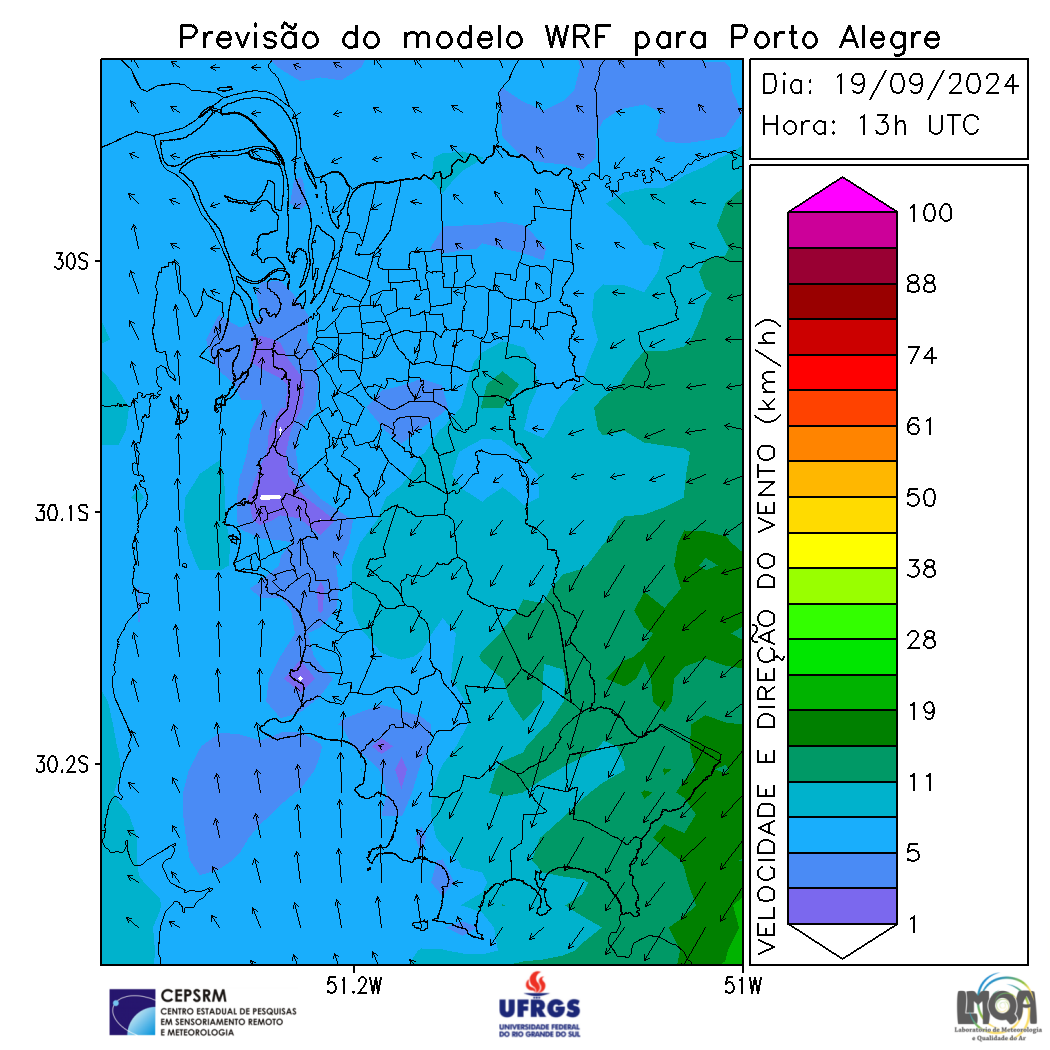 Previsão do modelo WRF para Porto Alegre
Dia: 19/09/2024
Hora: 13h UTC
30S
30.1S
30.2S
51.2W
51W
VELOCIDADE E DIREÇÃO DO VENTO (km/h)
100
88
74
61
50
38
28
19
11
5
1
CEPSRM
CENTRO ESTADUAL DE PESQUISAS
EM SENSORIAMENTO REMOTO
E METEOROLOGIA
UFRGS
UNIVERSIDADE FEDERAL
DO RIO GRANDE DO SUL
LMQA
Laboratório de Meteorologia
e Qualidade do Ar